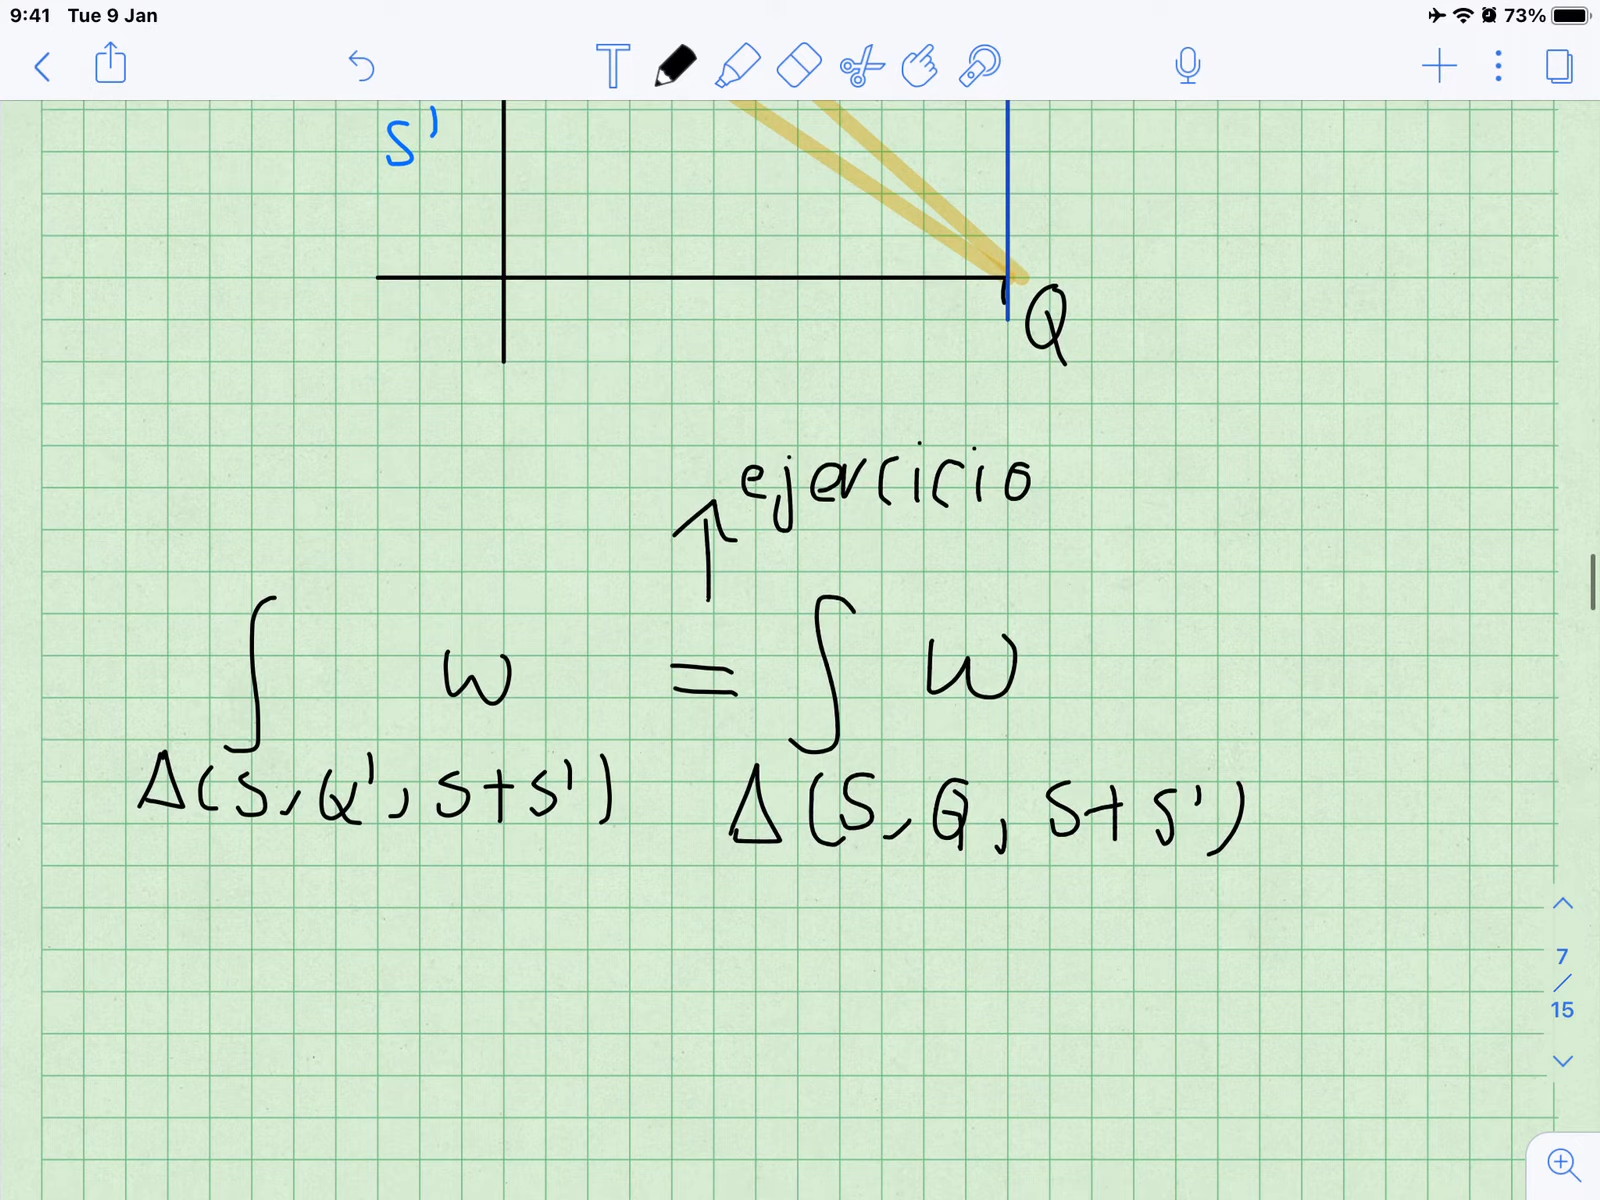 9:41 Tue 9 Jan 73%
T
S'
Q
ejercicio
∫ ω = ∫ ω
Δ(S, Q', S+S') Δ(S, Q, S+S')
7
/
15